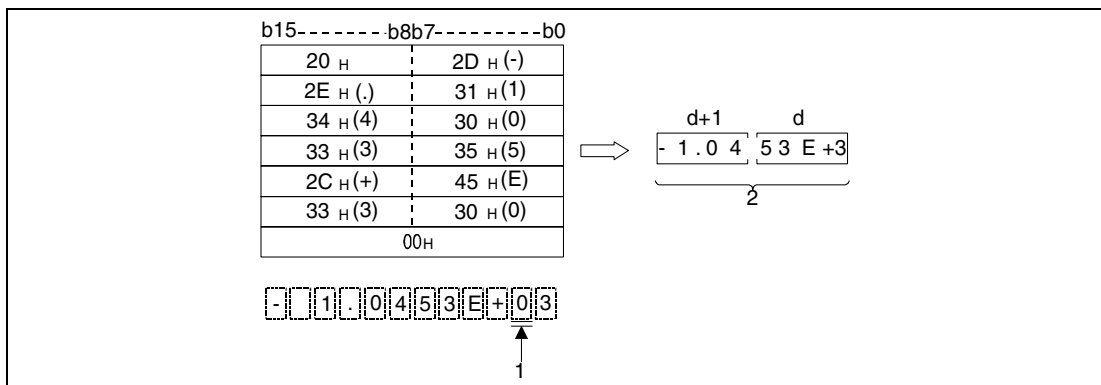 b15-------b8b7---------b0
20 H 2D H (-)
2E H (.) 31 H (1)
34 H (4) 30 H (0)
33 H (3) 35 H (5)
2C H (+) 45 H (E)
33 H (3) 30 H (0)
00H
d+1 d
- 1 . 0 4 5 3 E +3
2
- 1 . 0 4 5 3 E + 0 3
1